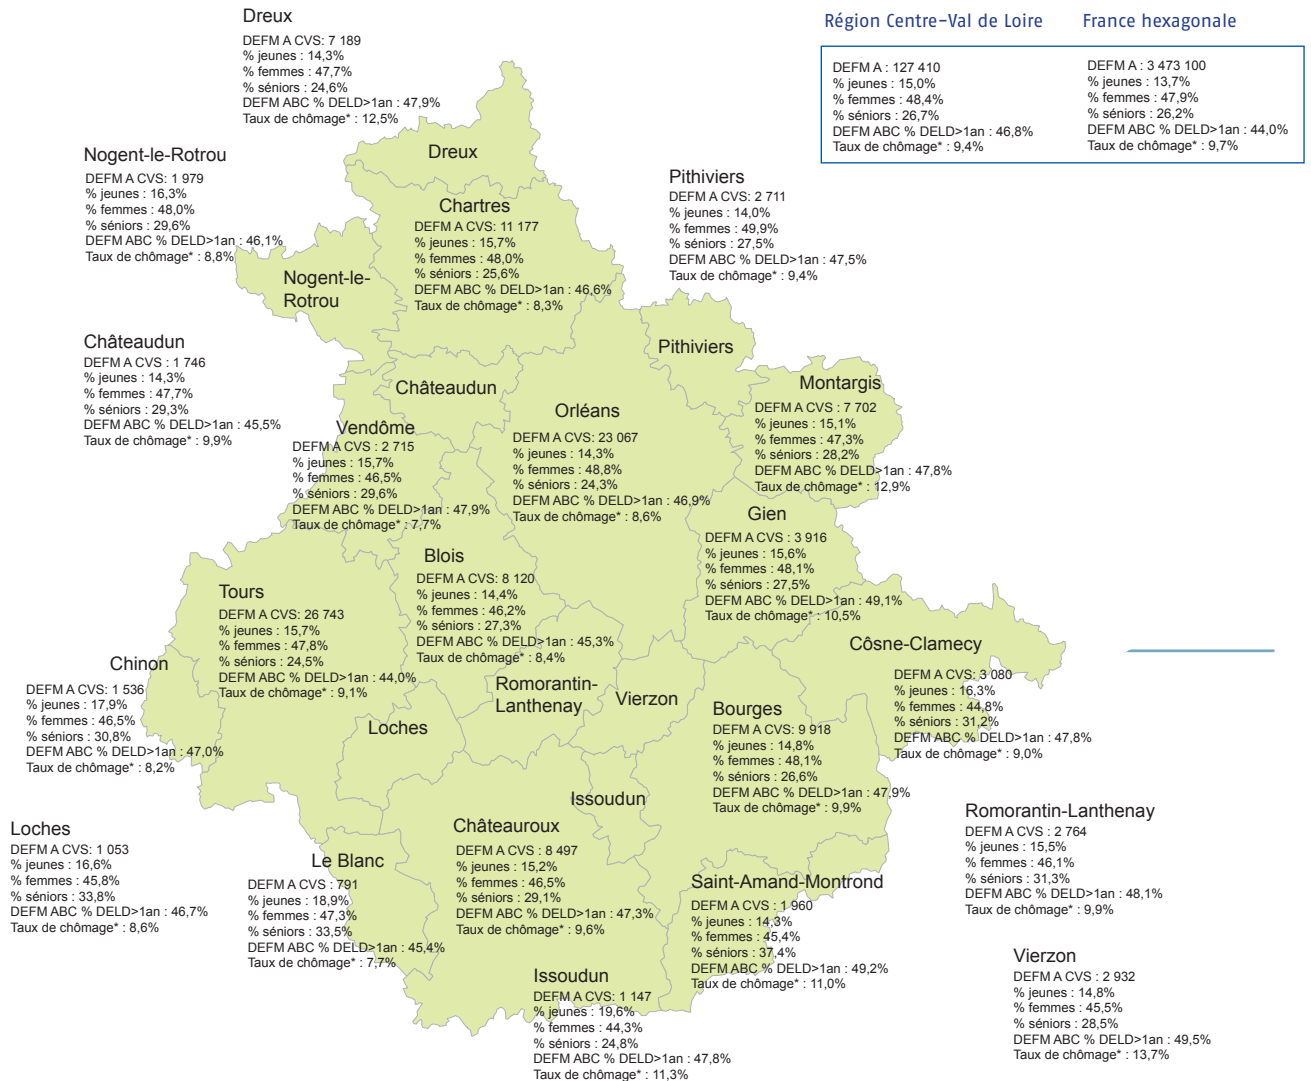 Dreux
DEFM A CVS: 7 189
% jeunes : 14,3%
% femmes : 47,7%
% séniors : 24,6%
DEFM ABC % DELD>1an : 47,9%
Taux de chômage* : 12,5%
Région Centre-Val de Loire
DEFM A : 127 410
% jeunes : 15,0%
% femmes : 48,4%
% séniors : 26,7%
DEFM ABC % DELD>1an : 46,8%
Taux de chômage* : 9,4%
France hexagonale
DEFM A : 3 473 100
% jeunes : 13,7%
% femmes : 47,9%
% séniors : 26,2%
DEFM ABC % DELD>1an : 44,0%
Taux de chômage* : 9,7%
Dreux
Nogent-le-Rotrou
DEFM A CVS: 1 979
% jeunes : 16,3%
% femmes : 48,0%
% séniors : 29,6%
DEFM ABC % DELD>1an : 46,1%
Taux de chômage* : 8,8%
Nogent-le-
Rotrou
Chartres
DEFM A CVS: 11 177
% jeunes : 15,7%
% femmes : 48,0%
% séniors : 25,6%
DEFM ABC % DELD>1an : 46,6%
Taux de chômage* : 8,3%
Pithiviers
DEFM A CVS: 2 711
% jeunes : 14,0%
% femmes : 49,9%
% séniors : 27,5%
DEFM ABC % DELD>1an : 47,5%
Taux de chômage* : 9,4%
Pithiviers
Châteaudun
DEFM A CVS : 1 746
% jeunes : 14,3%
% femmes : 47,7%
% séniors : 29,3%
DEFM ABC % DELD>1an : 45,5%
Taux de chômage* : 9,9%
Châteaudun
Vendôme
DEFM A CVS : 2 715
% jeunes : 15,7%
% femmes : 46,5%
% séniors : 29,6%
DEFM ABC % DELD>1an : 47,9%
Taux de chômage* : 7,7%
Orléans
DEFM A CVS: 23 067
% jeunes : 14,3%
% femmes : 48,8%
% séniors : 24,3%
DEFM ABC % DELD>1an : 46,9%
Taux de chômage* : 8,6%
Montargis
DEFM A CVS : 7 702
% jeunes : 15,1%
% femmes : 47,3%
% séniors : 28,2%
DEFM ABC % DELD>1an : 47,8%
Taux de chômage* : 12,9%
Gien
DEFM A CVS : 3 916
% jeunes : 15,6%
% femmes : 48,1%
% séniors : 27,5%
DEFM ABC % DELD>1an : 49,1%
Taux de chômage* : 10,5%
Blois
DEFM A CVS : 8 120
% jeunes : 14,4%
% femmes : 46,2%
% séniors : 27,3%
DEFM ABC % DELD>1an : 45,3%
Taux de chômage* : 8,4%
Tours
DEFM A CVS: 26 743
% jeunes : 15,7%
% femmes : 47,8%
% séniors : 24,5%
DEFM ABC % DELD>1an : 44,0%
Taux de chômage* : 9,1%
Chinon
DEFM A CVS: 1 536
% jeunes : 17,9%
% femmes : 46,5%
% séniors : 30,8%
DEFM ABC % DELD>1an : 47,0%
Taux de chômage* : 8,2%
Romorantin-
Lanthenay
Vierzon
Loches
Côsne-Clamecy
DEFM A CVS : 3 080
% jeunes : 16,3%
% femmes : 44,8%
% séniors : 31,2%
DEFM ABC % DELD>1an : 47,8%
Taux de chômage* : 9,0%
Bourges
DEFM A CVS: 9 918
% jeunes : 14,8%
% femmes : 48,1%
% séniors : 26,6%
DEFM ABC % DELD>1an : 47,9%
Taux de chômage* : 9,9%
Issoudun
Loches
DEFM A CVS : 1 053
% jeunes : 16,6%
% femmes : 45,8%
% séniors : 33,8%
DEFM ABC % DELD>1an : 46,7%
Taux de chômage* : 8,6%
Le Blanc
DEFM A CVS : 791
% jeunes : 18,9%
% femmes : 47,3%
% séniors : 33,5%
DEFM ABC % DELD>1an : 45,4%
Taux de chômage* : 7,7%
Châteauroux
DEFM A CVS : 8 497
% jeunes : 15,2%
% femmes : 46,5%
% séniors : 29,1%
DEFM ABC % DELD>1an : 47,3%
Taux de chômage* : 9,6%
Saint-Amand-Montrond
DEFM A CVS : 1 960
% jeunes : 14,3%
% femmes : 45,4%
% séniors : 37,4%
DEFM ABC % DELD>1an : 49,2%
Taux de chômage* : 11,0%
Romorantin-Lanthenay
DEFM A CVS : 2 764
% jeunes : 15,5%
% femmes : 46,1%
% séniors : 31,3%
DEFM ABC % DELD>1an : 48,1%
Taux de chômage* : 9,9%
Issoudun
DEFM A CVS: 1 147
% jeunes : 19,6%
% femmes : 44,3%
% séniors : 24,8%
DEFM ABC % DELD>1an : 47,8%
Taux de chômage* : 11,3%
Vierzon
DEFM A CVS : 2 932
% jeunes : 14,8%
% femmes : 45,5%
% séniors : 28,5%
DEFM ABC % DELD>1an : 49,5%
Taux de chômage* : 13,7%